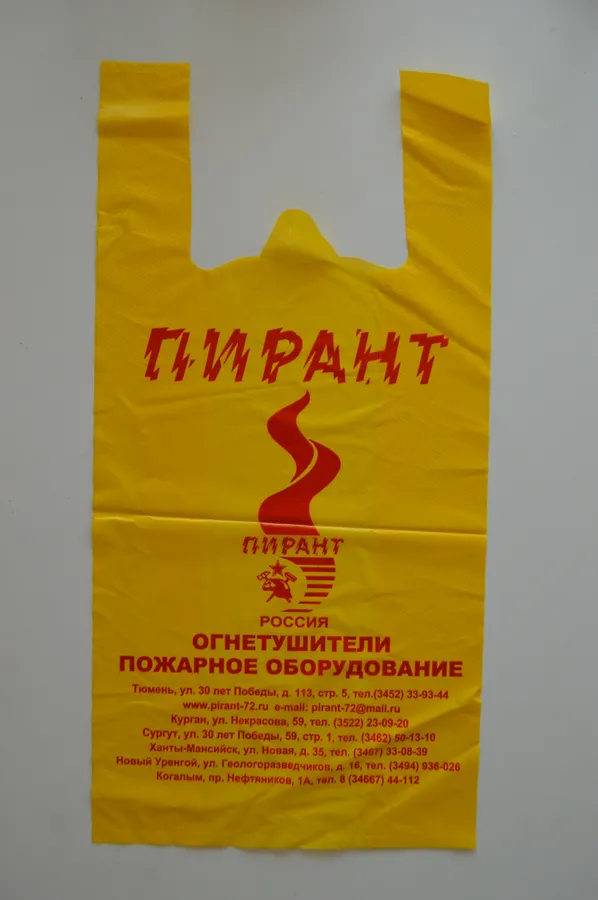 ПИРАНТ
ПИРАНТ
РОССИЯ
ОГНЕТУШИТЕЛИ
ПОЖАРНОЕ ОБОРУДОВАНИЕ
Тюмень, ул. 30 лет Победы, д. 113, стр. 5, тел.(3452) 33-93-44
www.pirant-72.ru e-mail: pirant-72@mail.ru
Курган, ул. Некрасова, 59, тел. (3522) 23-09-20
Сургут, ул. 30 лет Победы, 59, стр. 1, тел. (3462) 50-13-10
Ханты-Мансийск, ул. Новая, д. 35, тел. (3467) 33-08-39
Новый Уренгой, ул. Геологоразведчиков, д. 16, тел. (3494) 936-026
Когалым, пр. Нефтяников, 1А, тел. 8 (34667) 44-112